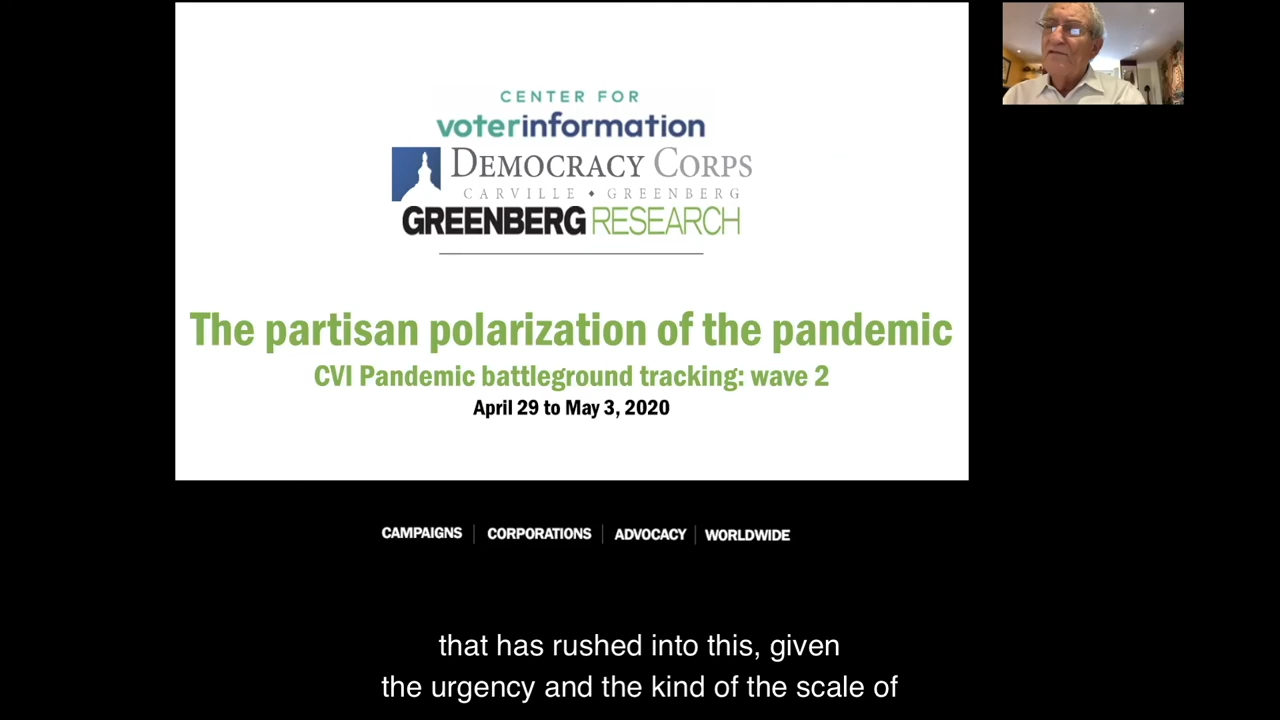 CENTER FOR
voterinformation
DEMOCRACY CORPS
CARVILLE • GREENBERG
GREENBERG RESEARCH
The partisan polarization of the pandemic
CVI Pandemic battleground tracking: wave 2
April 29 to May 3, 2020
CAMPAIGNS | CORPORATIONS | ADVOCACY | WORLDWIDE
that has rushed into this, given
the urgency and the kind of the scale of